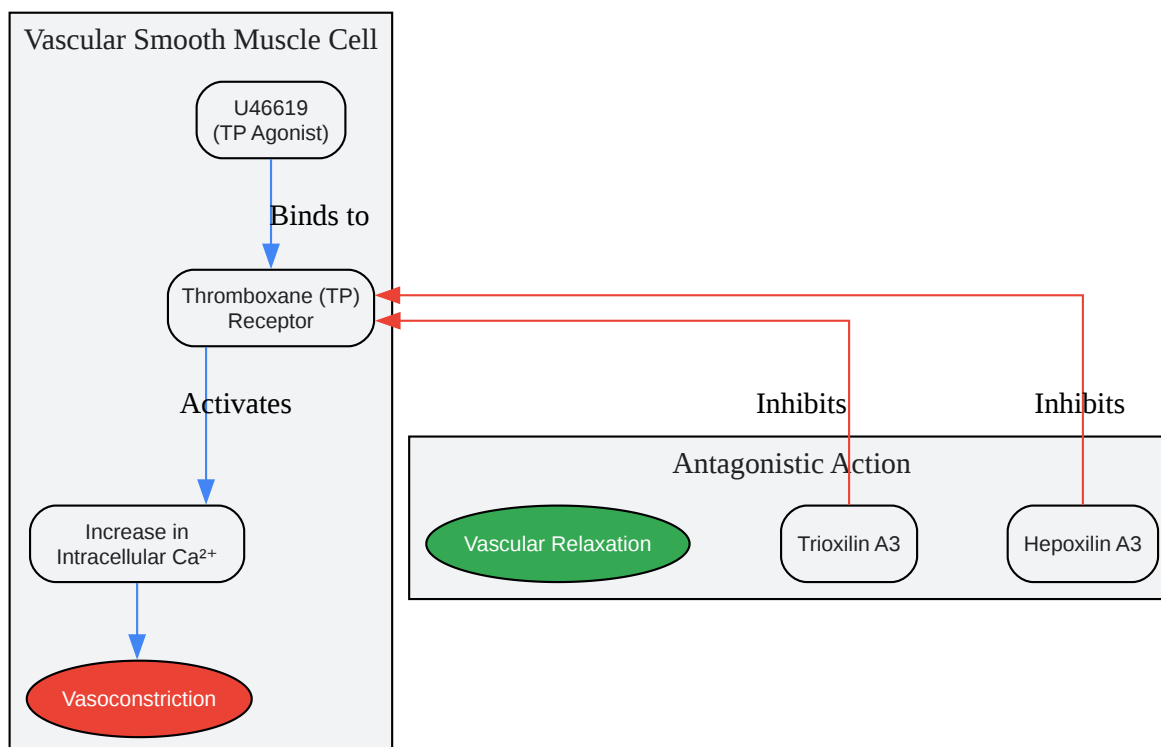 Vascular Smooth Muscle Cell
U46619
(TP Agonist)
Binds to
Thromboxane (TP)
Receptor
Activates
Inhibits
Inhibits
Antagonistic Action
Increase in
Intracellular Ca²⁺
Vascular Relaxation
Trioxilin A3
Hepoxilin A3
Vasoconstriction